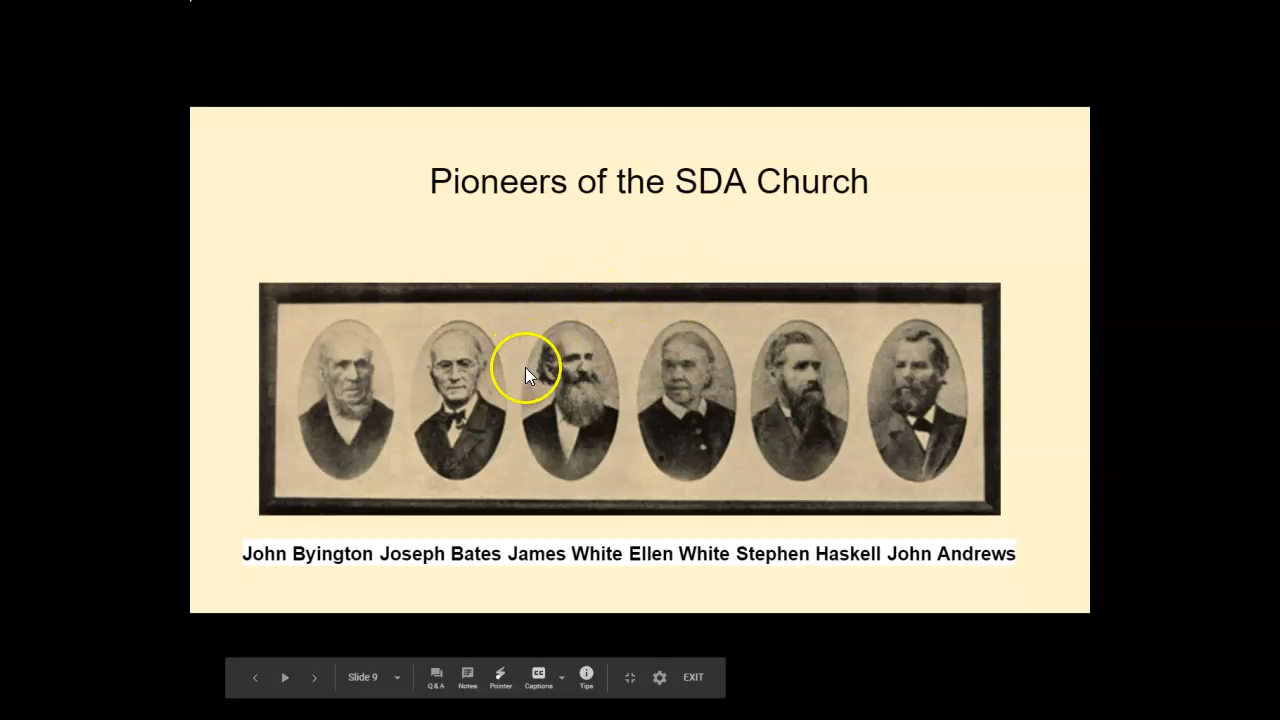 Pioneers of the SDA Church
John Byington Joseph Bates James White Ellen White Stephen Haskell John Andrews
Slide 9
Q & A
Notes
Pointer
CC
Captions
Tips
EXIT